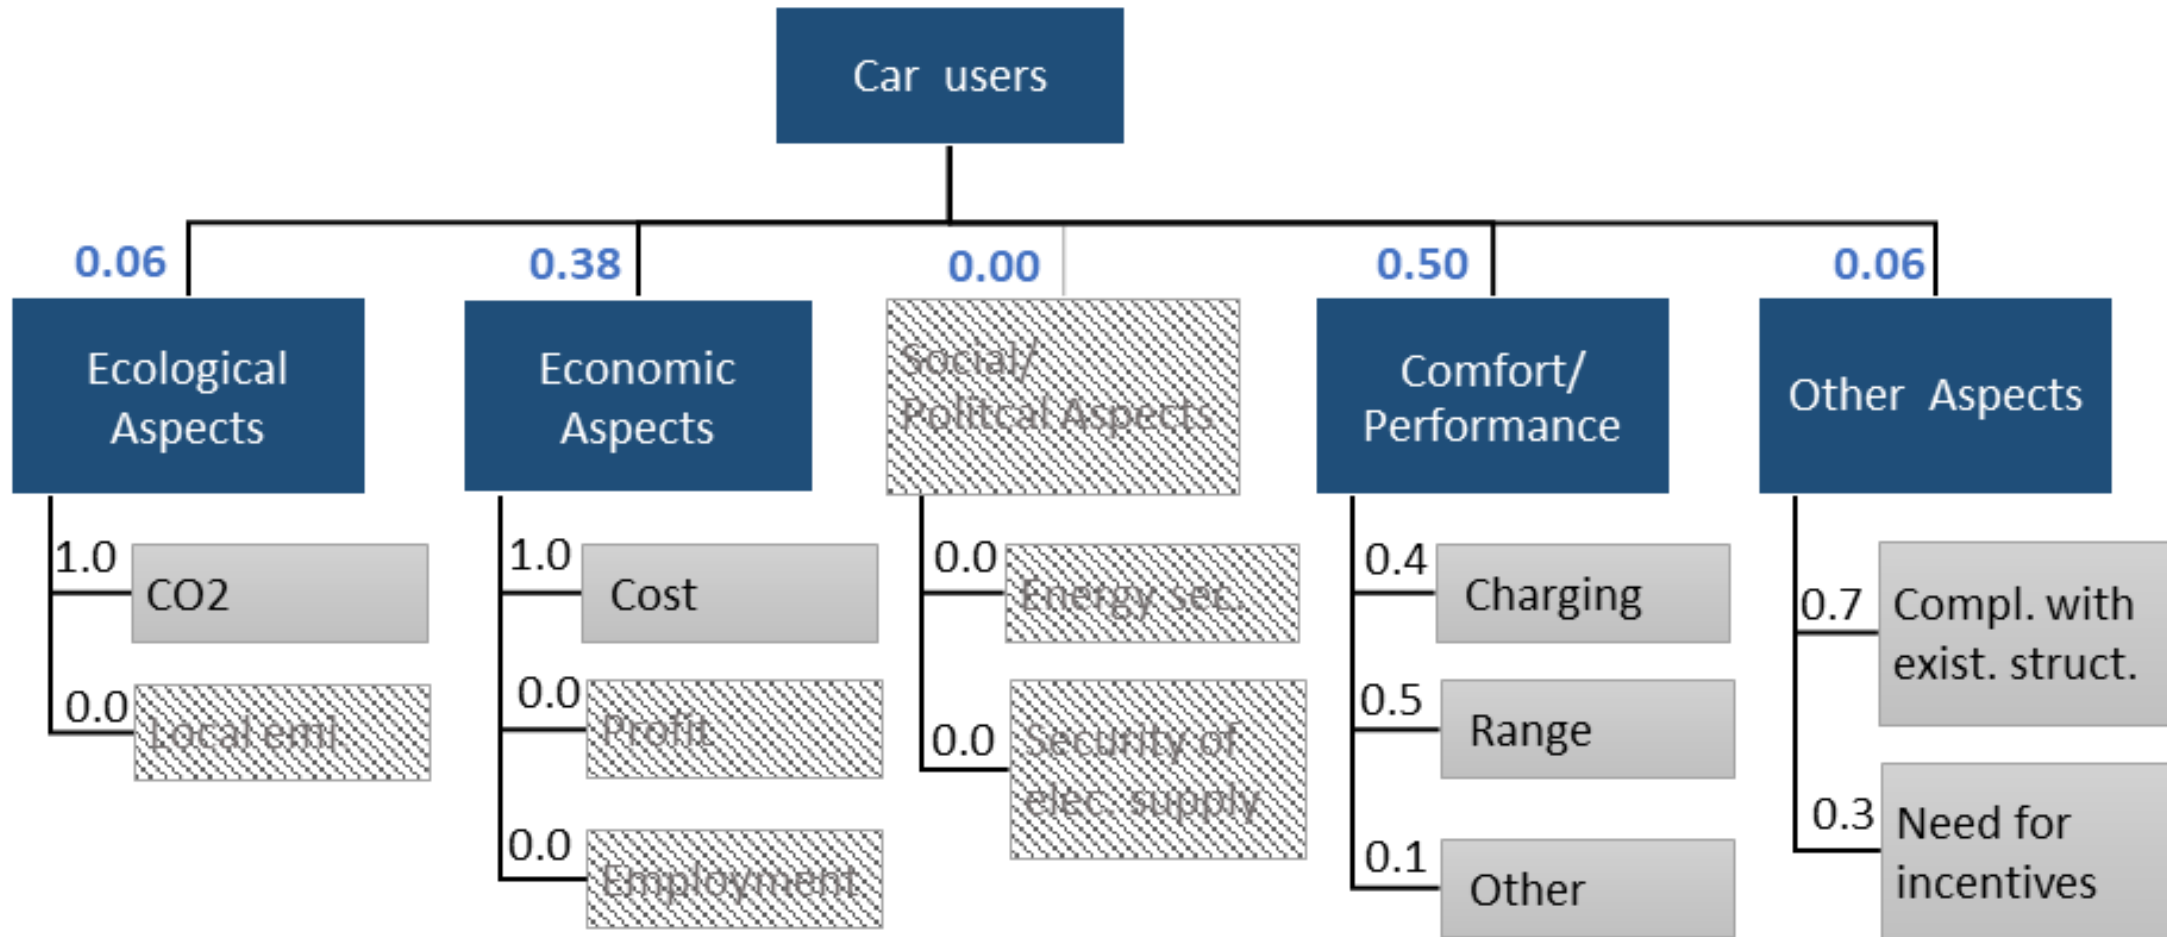 Car users
0.06
0.38
0.00
0.50
0.06
Ecological
Aspects
Economic
Aspects
Social/
Politcal Aspects
Comfort/
Performance
Other Aspects
1.0
CO2
0.0
Local emi.
1.0
Cost
0.0
Profit
0.0
Employment
0.0
Energy sec.
0.0
Security of
elec. supply
0.4
Charging
0.5
Range
0.1
Other
0.7
Compl. with
exist. struct.
0.3
Need for
incentives